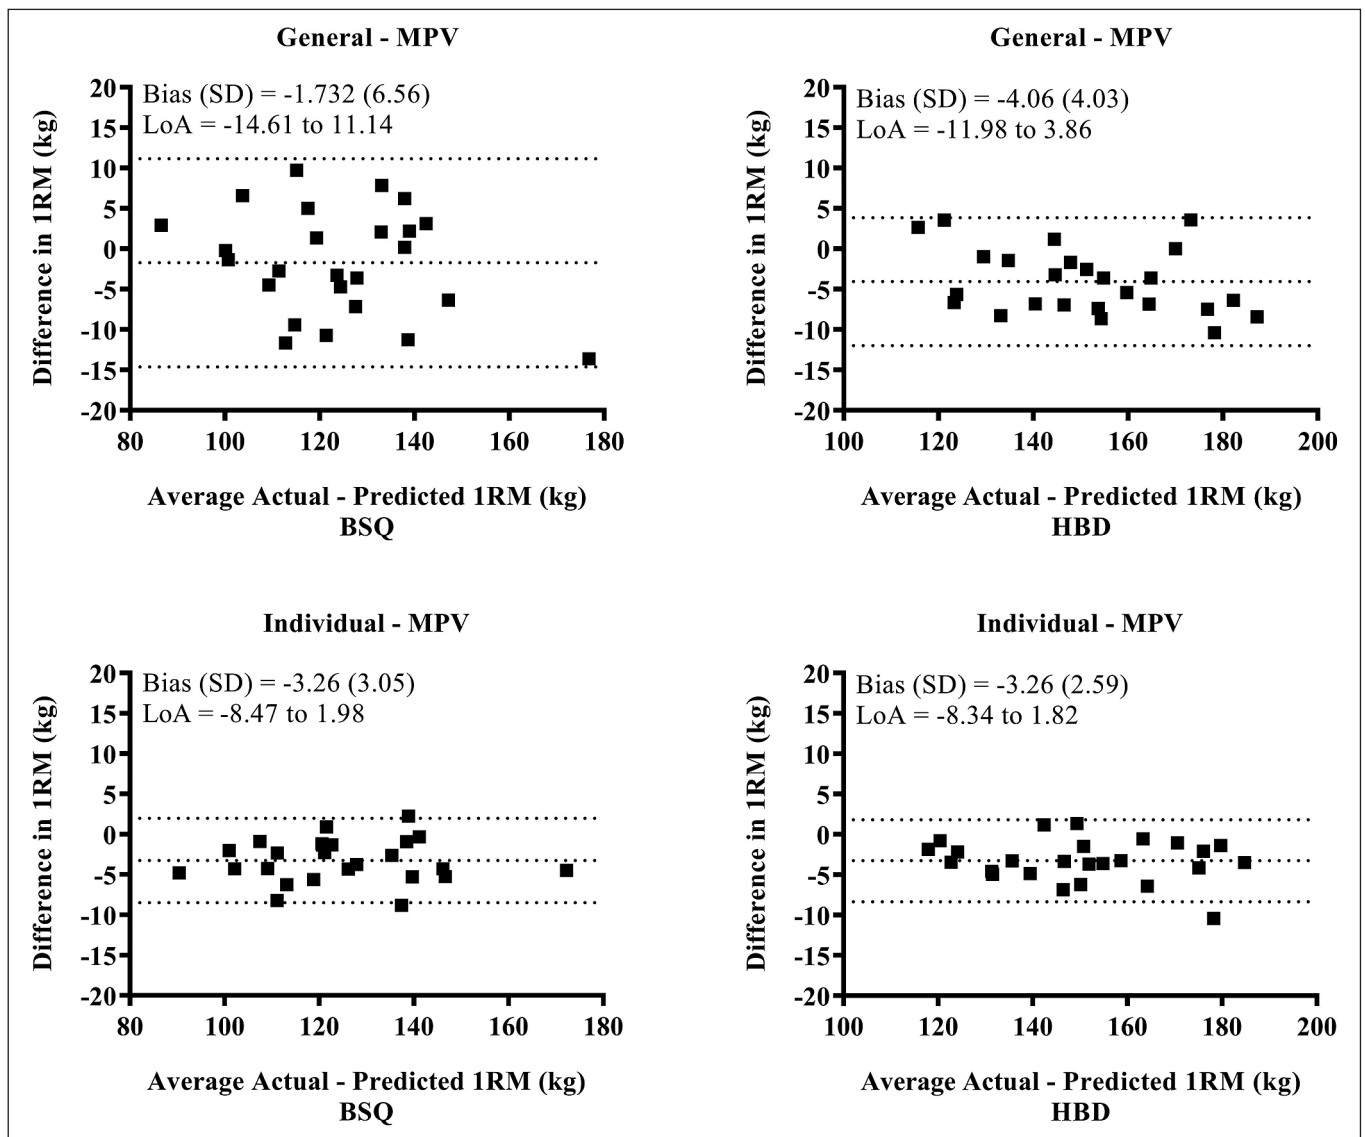 General - MPV
Bias (SD) = -1.732 (6.56)
LoA = -14.61 to 11.14
Difference in 1RM (kg)
20
15
10
5
0
-5
-10
-15
-20
80 100 120 140 160 180
Average Actual - Predicted 1RM (kg)
BSQ
General - MPV
Bias (SD) = -4.06 (4.03)
LoA = -11.98 to 3.86
Difference in 1RM (kg)
20
15
10
5
0
-5
-10
-15
-20
100 120 140 160 180 200
Average Actual - Predicted 1RM (kg)
HBD
Individual - MPV
Bias (SD) = -3.26 (3.05)
LoA = -8.47 to 1.98
Difference in 1RM (kg)
20
15
10
5
0
-5
-10
-15
-20
80 100 120 140 160 180
Average Actual - Predicted 1RM (kg)
BSQ
Individual - MPV
Bias (SD) = -3.26 (2.59)
LoA = -8.34 to 1.82
Difference in 1RM (kg)
20
15
10
5
0
-5
-10
-15
-20
100 120 140 160 180 200
Average Actual - Predicted 1RM (kg)
HBD